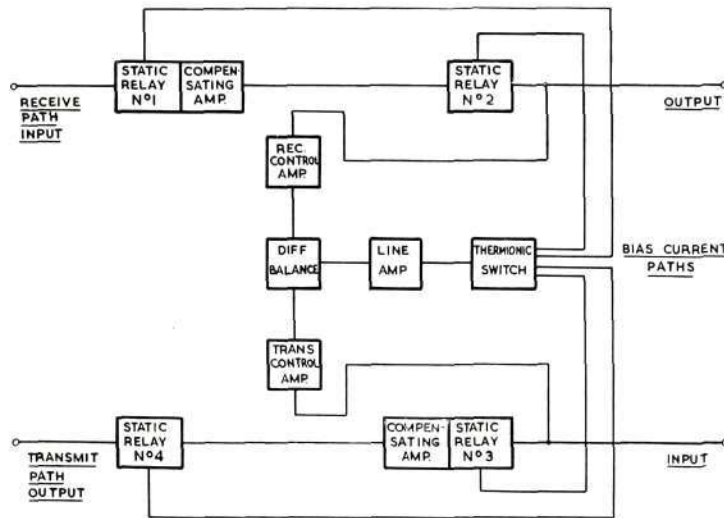 STATIC
RELAY
Nº1
COMPEN-
SATING
AMP.
STATIC
RELAY
Nº2
RECEIVE
PATH
INPUT
OUTPUT
REC.
CONTROL
AMP.
DIFF
BALANCE
LINE
AMP
THERMIONIC
SWITCH
BIAS CURRENT
PATHS
TRANS
CONTROL
AMP.
STATIC
RELAY
Nº4
COMPEN-
SATING
AMP.
STATIC
RELAY
Nº3
TRANSMIT
PATH
OUTPUT
INPUT